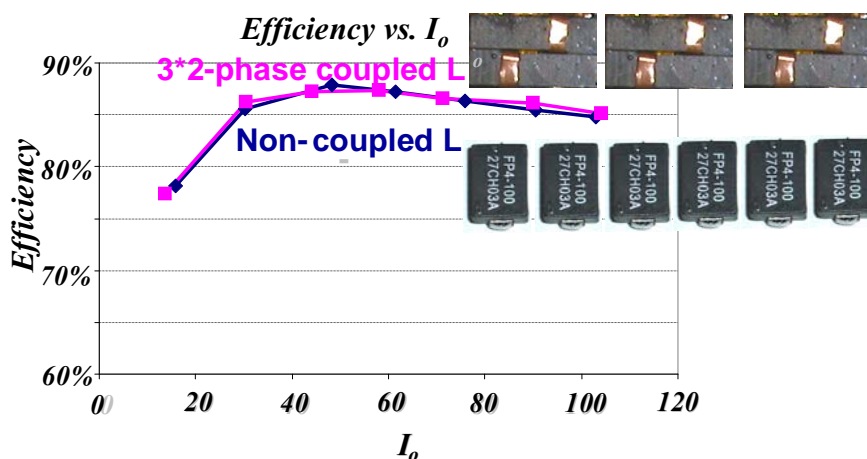 Efficiency vs. Io
3*2-phase coupled L
Non-coupled L
Efficiency
90%
80%
70%
60%
0
20
40
60
80
100
120
Io
FP4-100
27CH03A
FP4-100
27CH03A
FP4-100
27CH03A
FP4-100
27CH03A
FP4-100
27CH03A
FP4-100
27CH03A